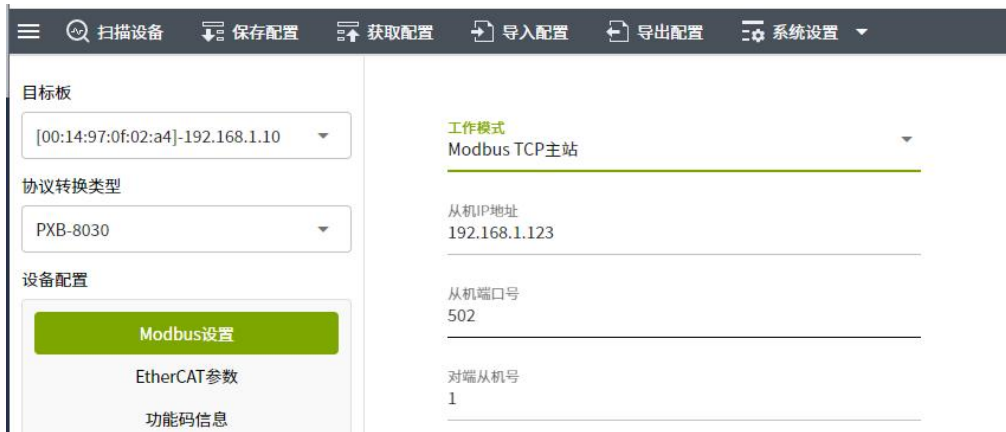 扫描设备 保存配置 获取配置 导入配置 导出配置 系统设置
目标板
[00:14:97:0f:02:a4]-192.168.1.10
协议转换类型
PXB-8030
设备配置
Modbus设置
EtherCAT参数
功能码信息
工作模式
Modbus TCP主站
从机IP地址
192.168.1.123
从机端口号
502
对端从机号
1